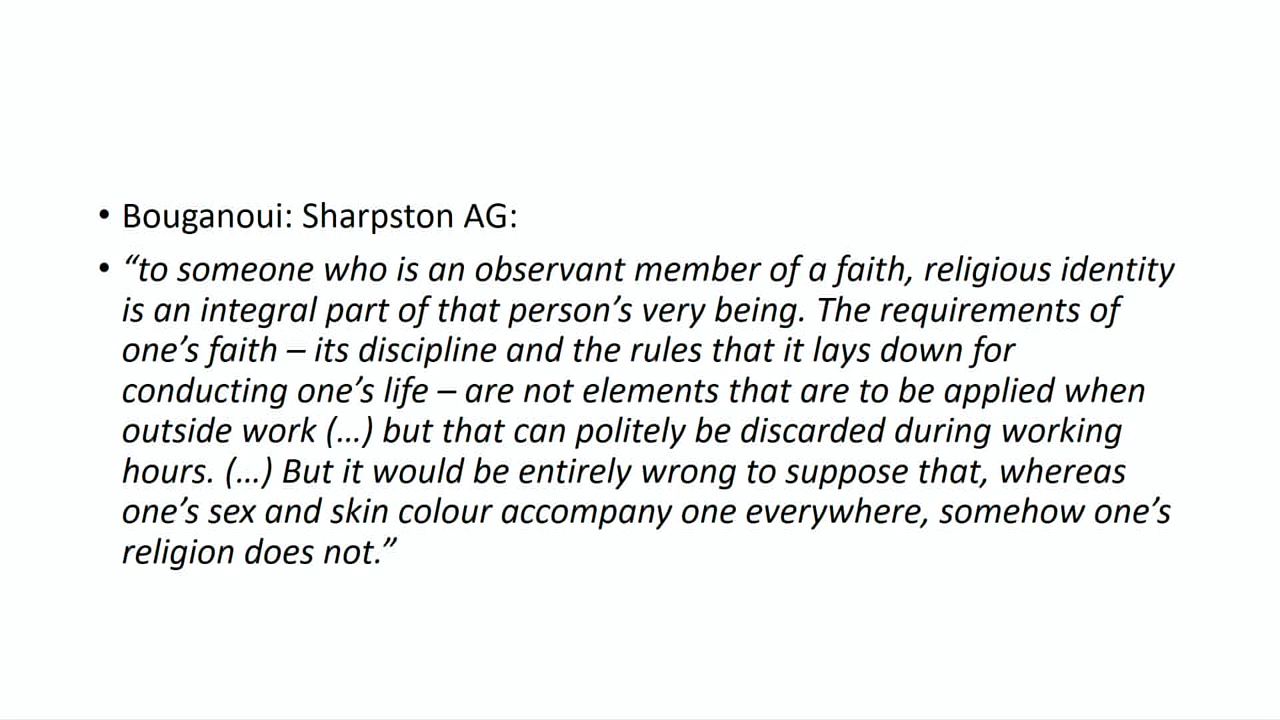 • Bouganoui: Sharpston AG:
• “to someone who is an observant member of a faith, religious identity
is an integral part of that person’s very being. The requirements of
one’s faith – its discipline and the rules that it lays down for
conducting one’s life – are not elements that are to be applied when
outside work (…) but that can politely be discarded during working
hours. (…) But it would be entirely wrong to suppose that, whereas
one’s sex and skin colour accompany one everywhere, somehow one’s
religion does not.”